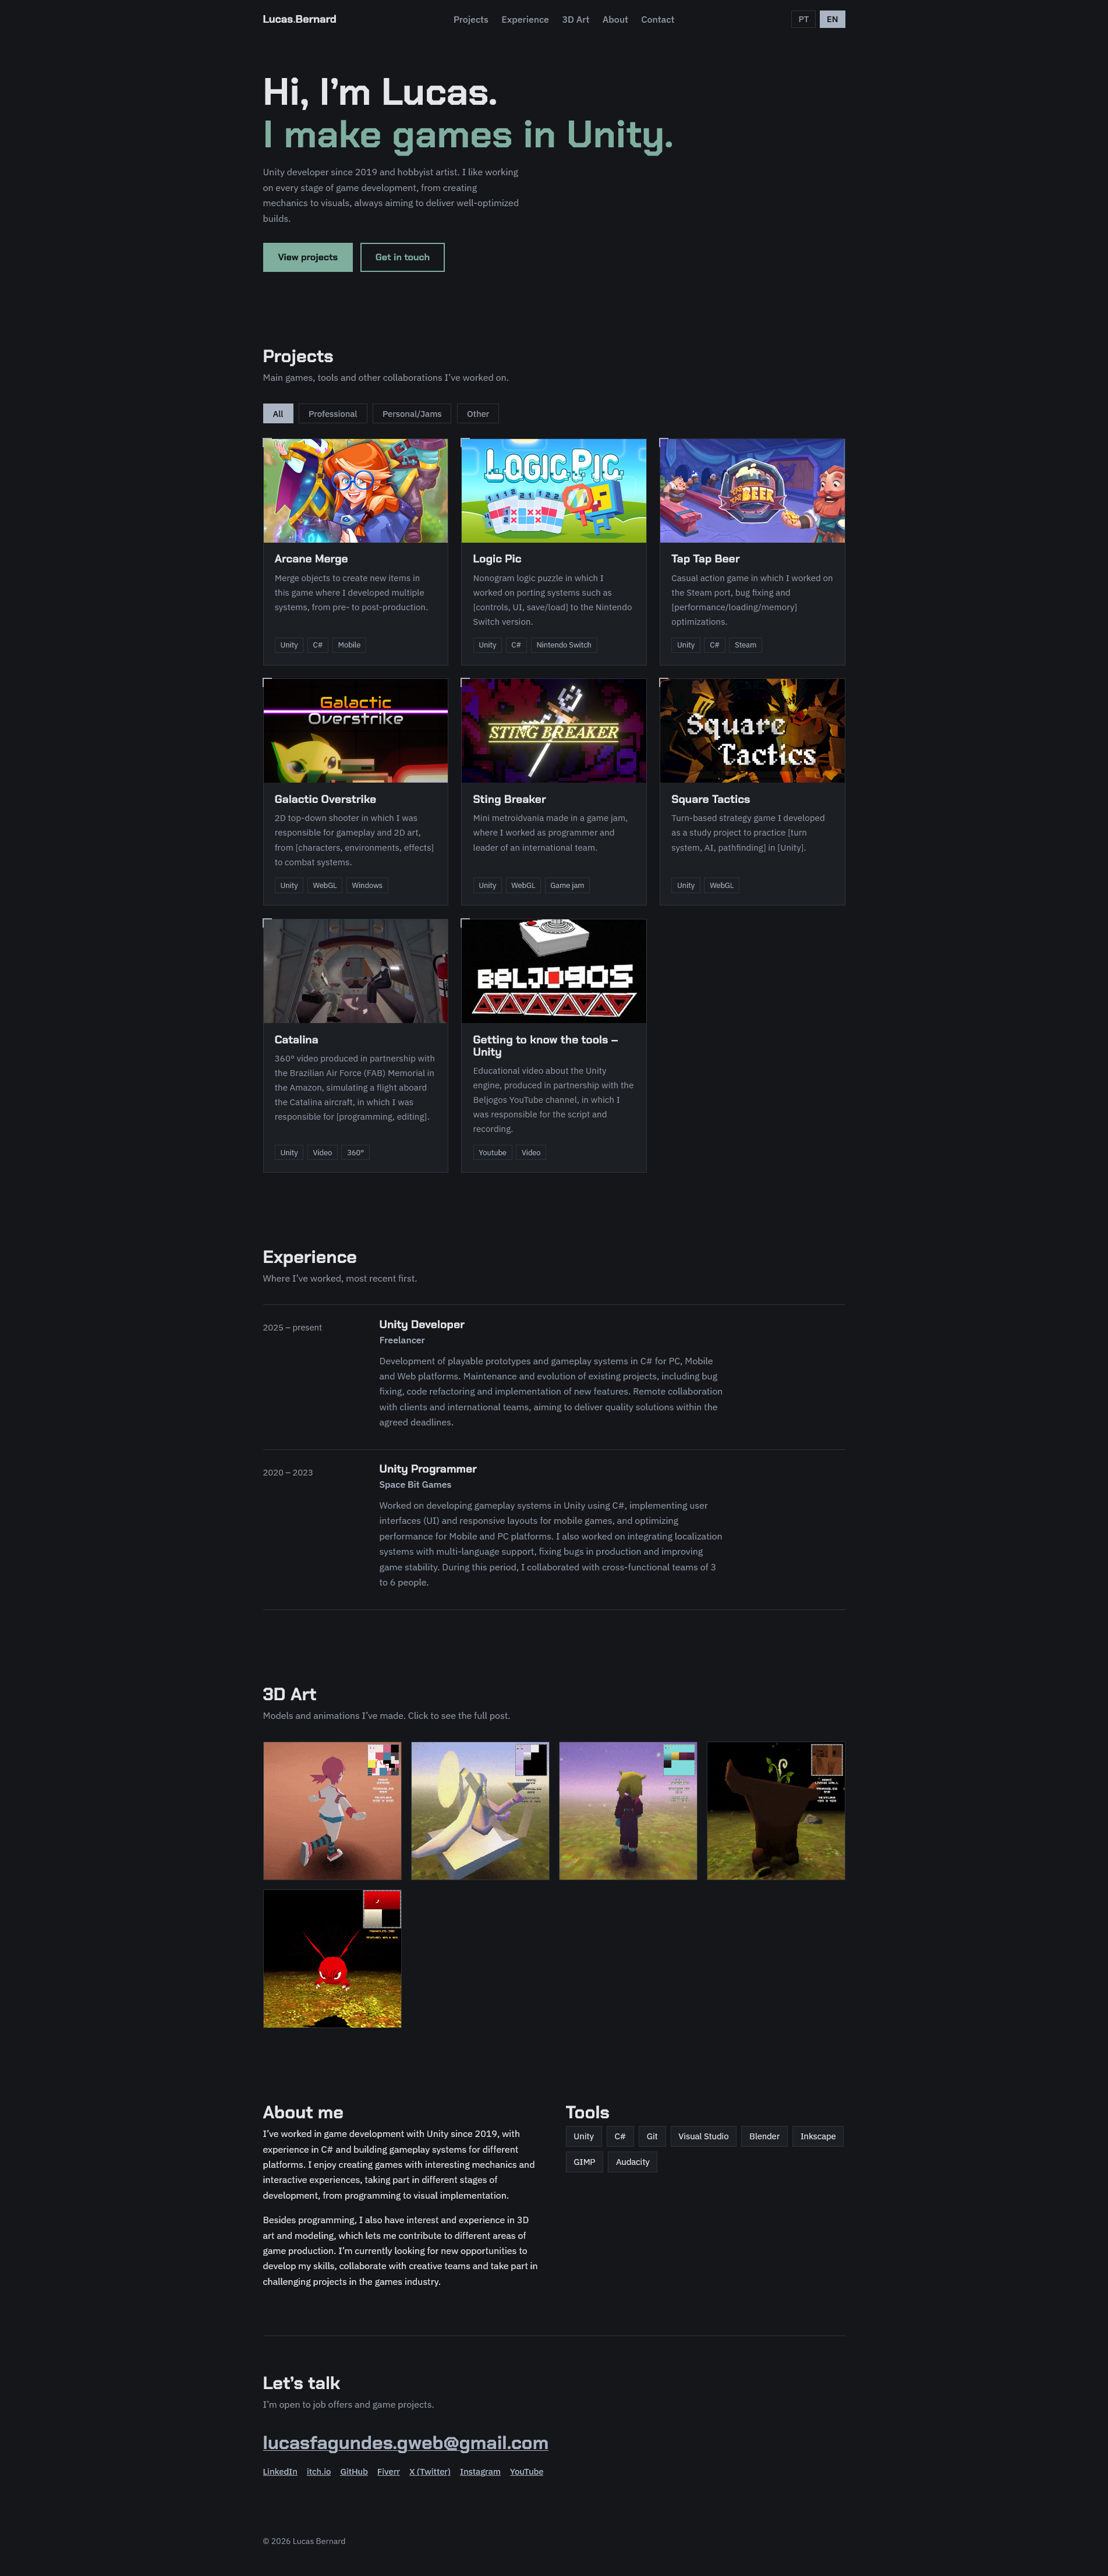 Lucas.Bernard
Projects Experience 3D Art About Contact
PT EN
Hi, I'm Lucas.
I make games in Unity.
Unity developer since 2019 and hobbyist artist. I like working
on every stage of game development, from creating
mechanics to visuals, always aiming to deliver well-optimized
builds.
View projects Get in touch
Projects
Main games, tools and other collaborations I've worked on.
All Professional Personal/Jams Other
LOGIC PIC
TAP TAP BEER
Arcane Merge
Merge objects to create new items in
this game where I developed multiple
systems, from pre- to post-production.
Unity C# Mobile
Logic Pic
Nonogram logic puzzle in which I
worked on porting systems such as
[controls, UI, save/load] to the Nintendo
Switch version.
Unity C# Nintendo Switch
Tap Tap Beer
Casual action game in which I worked on
the Steam port, bug fixing and
[performance/loading/memory]
optimizations.
Unity C# Steam
Galactic
Overstrike
STING BREAKER
Square
Tactics
Galactic Overstrike
2D top-down shooter in which I was
responsible for gameplay and 2D art,
from [characters, environments, effects]
to combat systems.
Unity WebGL Windows
Sting Breaker
Mini metroidvania made in a game jam,
where I worked as programmer and
leader of an international team.
Unity WebGL Game jam
Square Tactics
Turn-based strategy game I developed
as a study project to practice [turn
system, AI, pathfinding] in [Unity].
Unity WebGL
BELJOGOS
Catalina
360° video produced in partnership with
the Brazilian Air Force (FAB) Memorial in
the Amazon, simulating a flight aboard
the Catalina aircraft, in which I was
responsible for [programming, editing].
Unity Video 360°
Getting to know the tools –
Unity
Educational video about the Unity
engine, produced in partnership with the
Beljogos YouTube channel, in which I
was responsible for the script and
recording.
Youtube Video
Experience
Where I've worked, most recent first.
2025 – present
Unity Developer
Freelancer
Development of playable prototypes and gameplay systems in C# for PC, Mobile
and Web platforms. Maintenance and evolution of existing projects, including bug
fixing, code refactoring and implementation of new features. Remote collaboration
with clients and international teams, aiming to deliver quality solutions within the
agreed deadlines.
2020 – 2023
Unity Programmer
Space Bit Games
Worked on developing gameplay systems in Unity using C#, implementing user
interfaces (UI) and responsive layouts for mobile games, and optimizing
performance for Mobile and PC platforms. I also worked on integrating localization
systems with multi-language support, fixing bugs in production and improving
game stability. During this period, I collaborated with cross-functional teams of 3
to 6 people.
3D Art
Models and animations I've made. Click to see the full post.
About me
I've worked in game development with Unity since 2019, with
experience in C# and building gameplay systems for different
platforms. I enjoy creating games with interesting mechanics and
interactive experiences, taking part in different stages of
development, from programming to visual implementation.
Besides programming, I also have interest and experience in 3D
art and modeling, which lets me contribute to different areas of
game production. I'm currently looking for new opportunities to
develop my skills, collaborate with creative teams and take part in
challenging projects in the games industry.
Tools
Unity C# Git Visual Studio Blender Inkscape
GIMP Audacity
Let's talk
I'm open to job offers and game projects.
lucasfagundes.gweb@gmail.com
LinkedIn itch.io GitHub Fiverr X (Twitter) Instagram YouTube
© 2026 Lucas Bernard